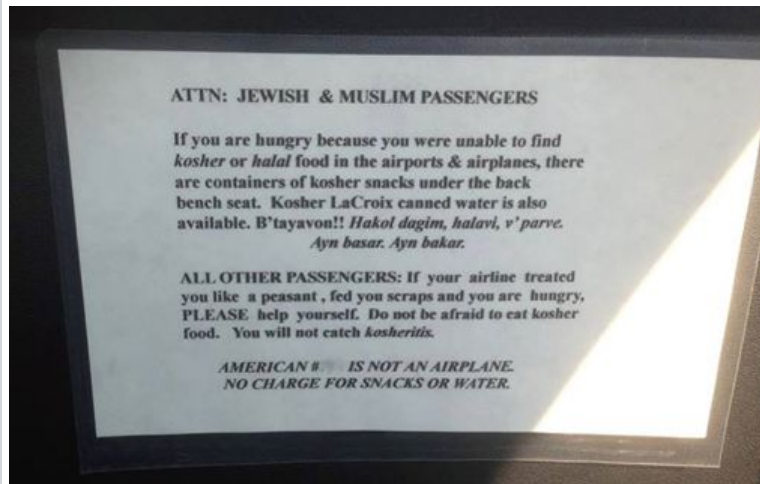 ATTN: JEWISH & MUSLIM PASSENGERS
If you are hungry because you were unable to find
kosher or halal food in the airports & airplanes, there
are containers of kosher snacks under the back
bench seat. Kosher LaCroix canned water is also
available. B'tayavon!! Hakol dagim, halavi, v'parve.
Ayn basar. Ayn bakar.
ALL OTHER PASSENGERS: If your airline treated
you like a peasant , fed you scraps and you are hungry,
PLEASE help yourself. Do not be afraid to eat kosher
food. You will not catch kosheritis.
AMERICAN # IS NOT AN AIRPLANE.
NO CHARGE FOR SNACKS OR WATER.